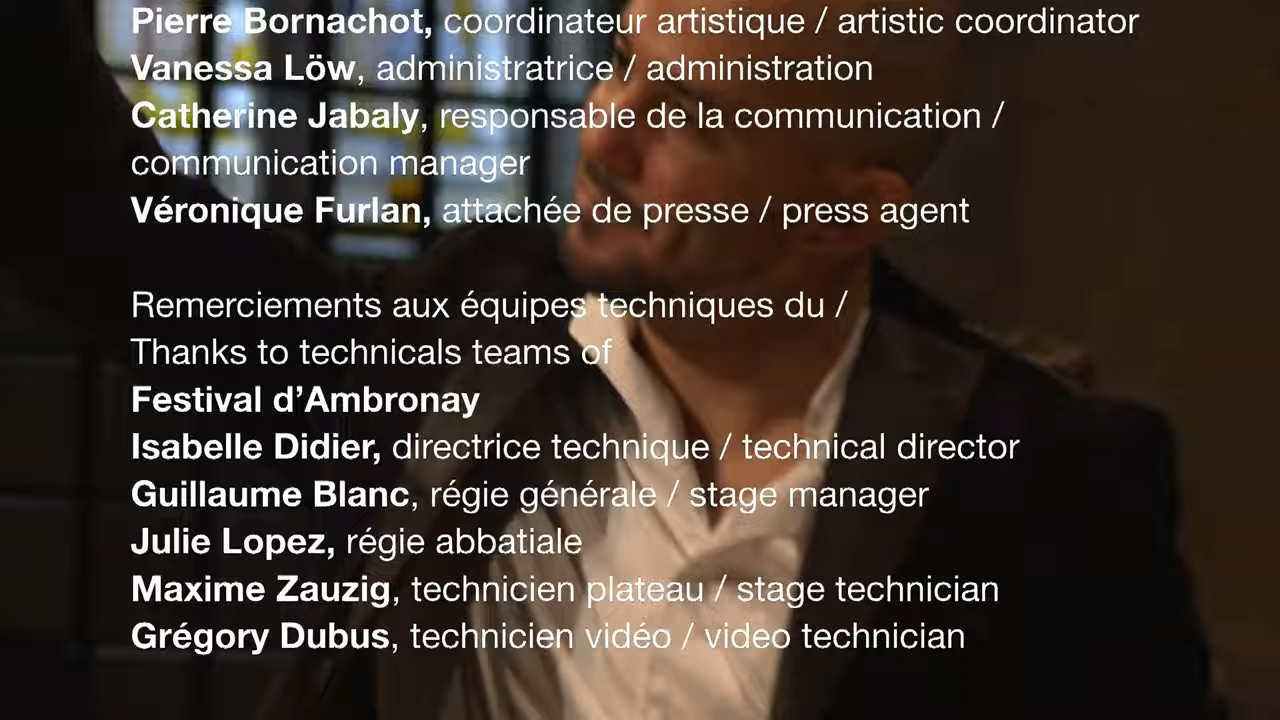 Pierre Bornachot, coordinateur artistique / artistic coordinator
Vanessa Löw, administratrice / administration
Catherine Jabaly, responsable de la communication /
communication manager
Véronique Furlan, attachée de presse / press agent
Remerciements aux équipes techniques du /
Thanks to technicals teams of
Festival d’Ambronay
Isabelle Didier, directrice technique / technical director
Guillaume Blanc, régie générale / stage manager
Julie Lopez, régie abbatiale
Maxime Zauzig, technicien plateau / stage technician
Grégory Dubus, technicien vidéo / video technician